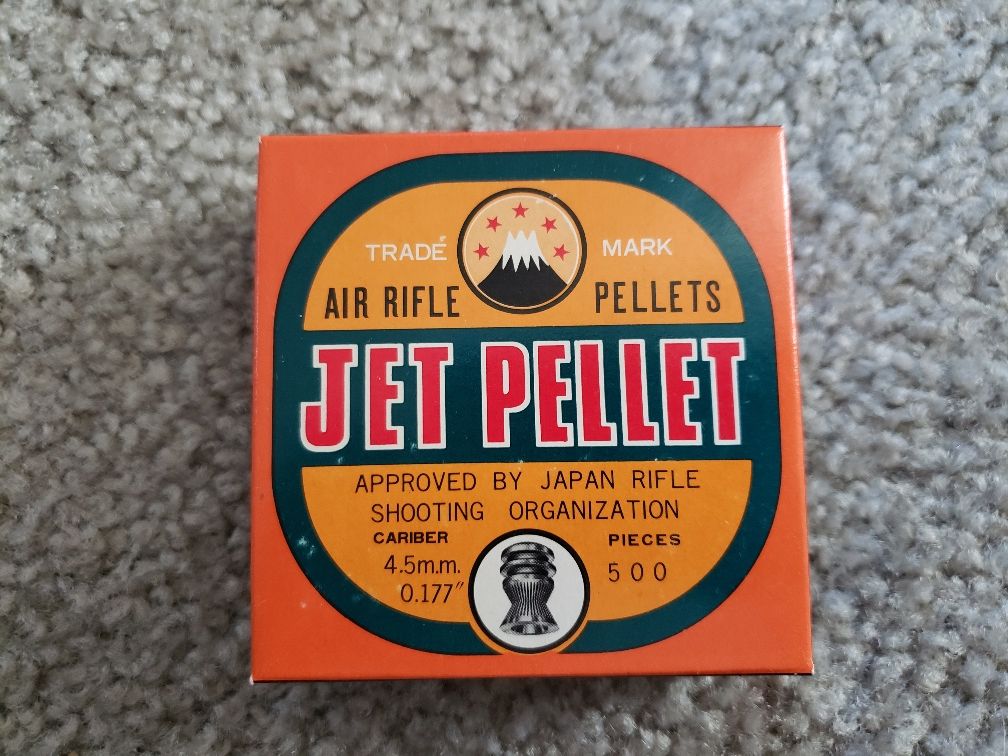 TRADE MARK
AIR RIFLE PELLETS
JET PELLET
APPROVED BY JAPAN RIFLE
SHOOTING ORGANIZATION
CARIBER
4.5m.m.
0.177"
PIECES
500